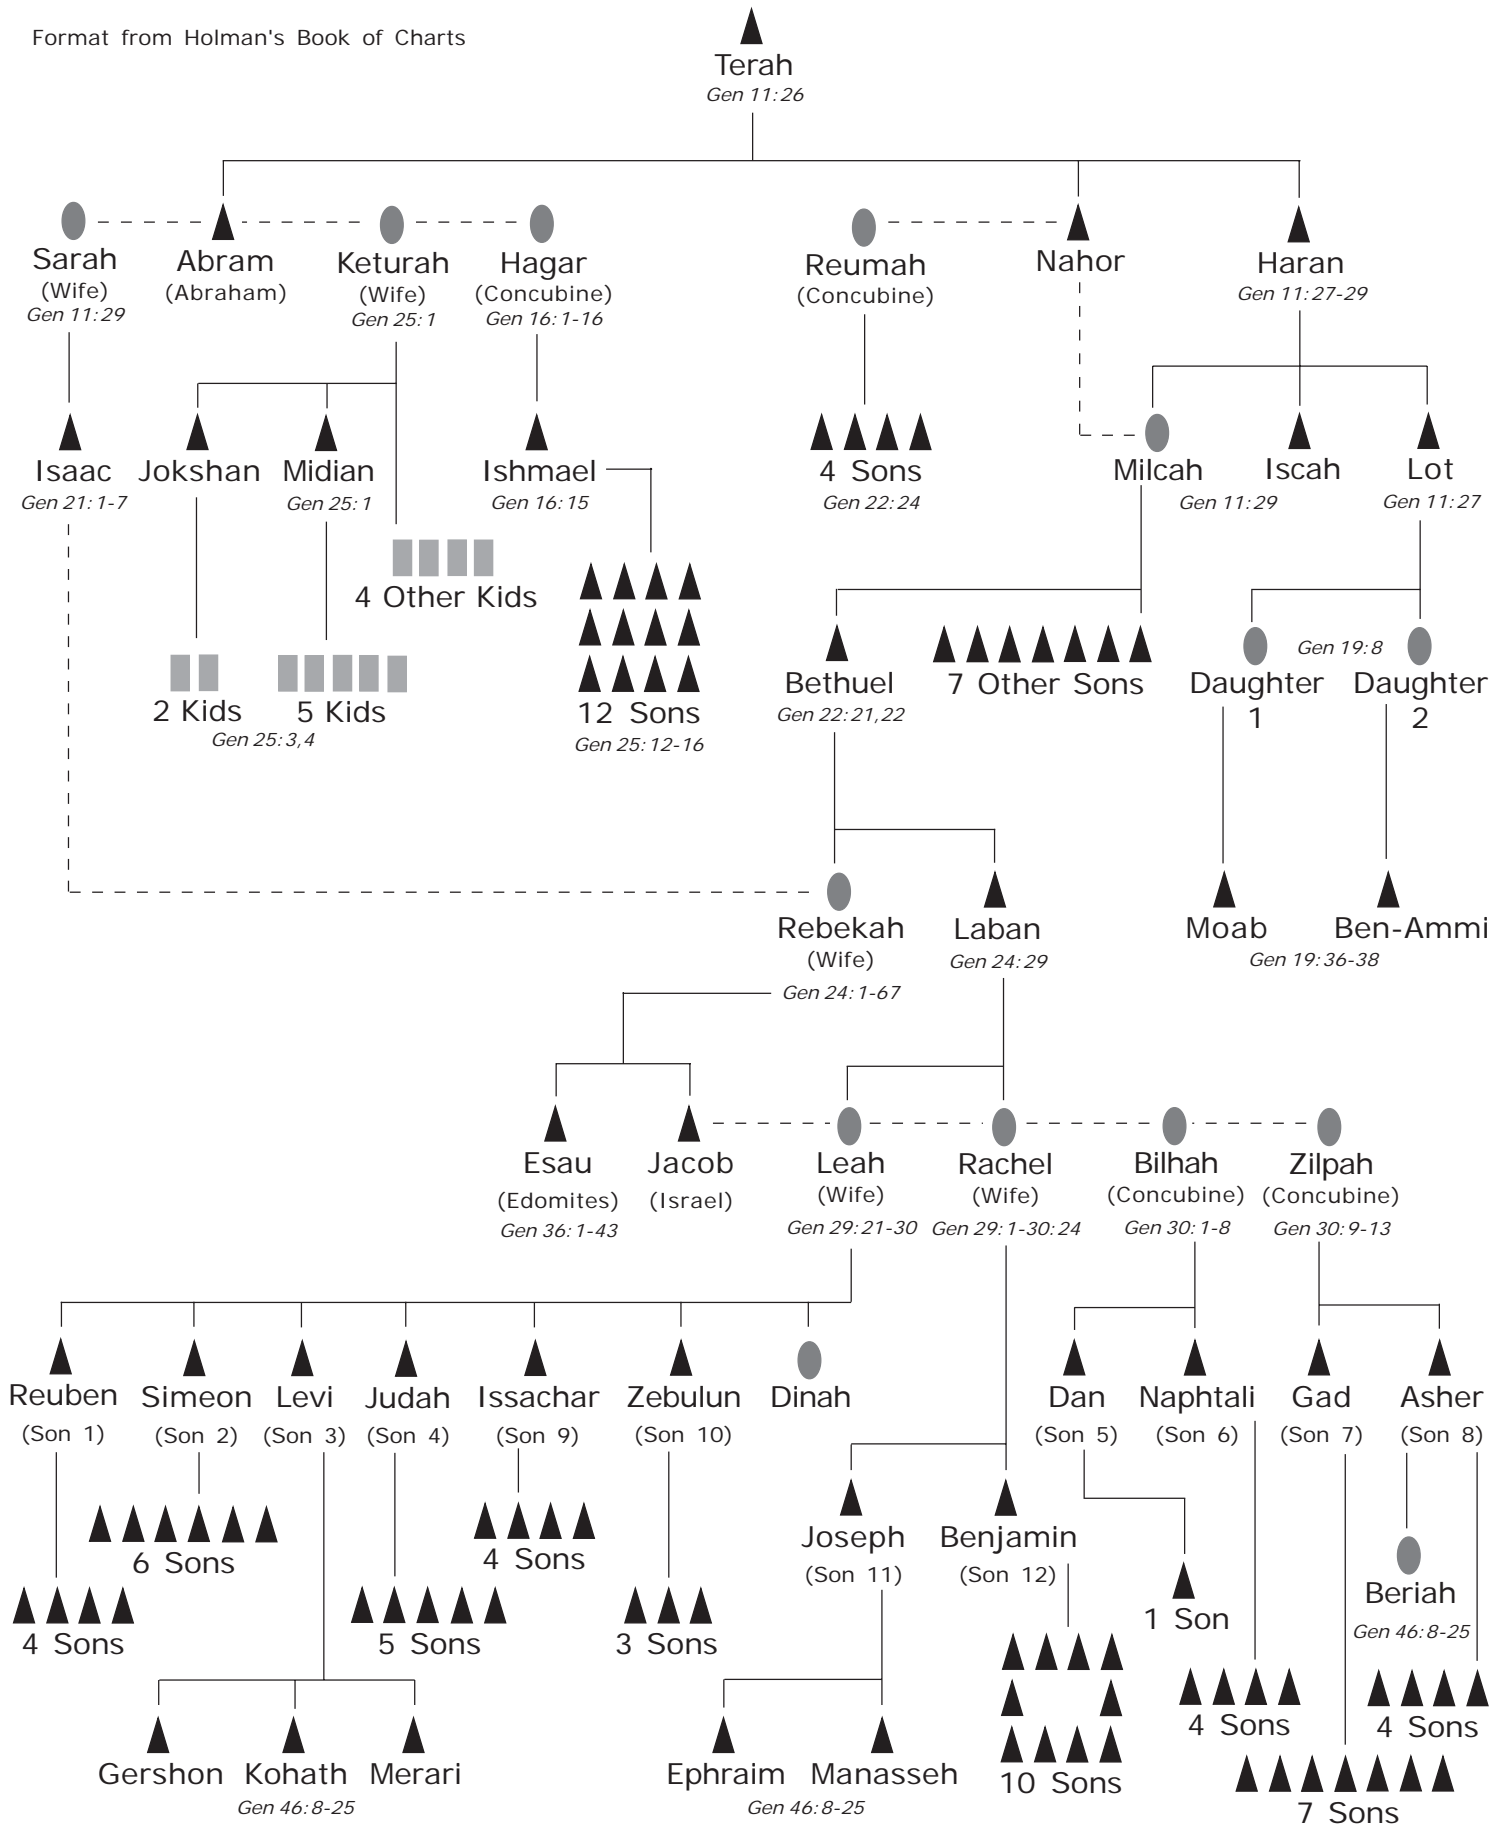 Format from Holman's Book of Charts
Terah
Gen 11:26
Sarah
(Wife)
Gen 11:29
Abram
(Abraham)
Keturah
(Wife)
Gen 25:1
Hagar
(Concubine)
Gen 16:1-16
Reumah
(Concubine)
Nahor
Haran
Gen 11:27-29
Isaac
Gen 21:1-7
Jokshan
Midian
Gen 25:1
Ishmael
Gen 16:15
4 Sons
Gen 22:24
Milcah
Gen 11:29
Iscah
Lot
Gen 11:27
4 Other Kids
2 Kids
5 Kids
Gen 25:3,4
12 Sons
Gen 25:12-16
Bethuel
Gen 22:21,22
7 Other Sons
Daughter
1
Gen 19:8
Daughter
2
Rebekah
(Wife)
Gen 24:1-67
Laban
Gen 24:29
Moab
Ben-Ammi
Gen 19:36-38
Esau
(Edomites)
Gen 36:1-43
Jacob
(Israel)
Leah
(Wife)
Gen 29:21-30
Rachel
(Wife)
Gen 29:1-30:24
Bilhah
(Concubine)
Gen 30:1-8
Zilpah
(Concubine)
Gen 30:9-13
Reuben
(Son 1)
Simeon
(Son 2)
Levi
(Son 3)
Judah
(Son 4)
Issachar
(Son 9)
Zebulun
(Son 10)
Dinah
Dan
(Son 5)
Naphtali
(Son 6)
Gad
(Son 7)
Asher
(Son 8)
Joseph
(Son 11)
Benjamin
(Son 12)
6 Sons
4 Sons
4 Sons
5 Sons
3 Sons
1 Son
Beriah
Gen 46:8-25
4 Sons
4 Sons
Gershon
Kohath
Merari
Gen 46:8-25
Ephraim
Manasseh
Gen 46:8-25
10 Sons
7 Sons